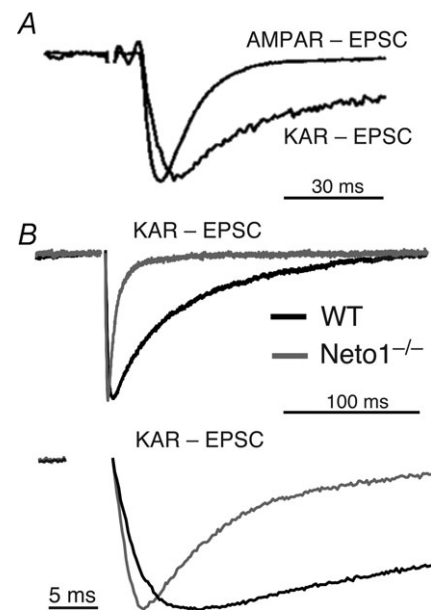 A
AMPAR – EPSC
KAR – EPSC
30 ms
B
KAR – EPSC
WT
Neto1–/–
100 ms
KAR – EPSC
5 ms